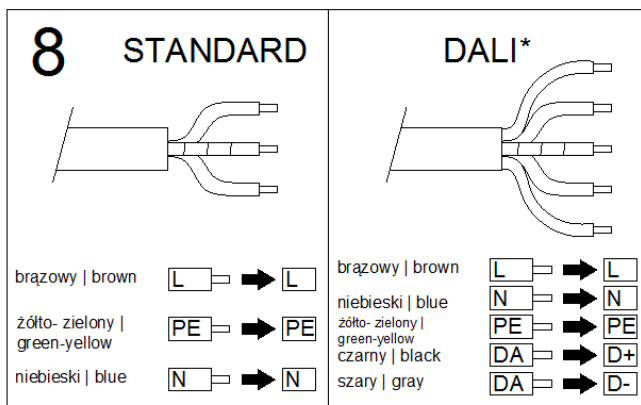 8 STANDARD
brązowy | brown L L
żółto- zielony |
green-yellow PE PE
niebieski | blue N N
DALI*
brązowy | brown L L
niebieski | blue N N
żółto- zielony |
green-yellow PE PE
czarny | black DA D+
szary | gray DA D-